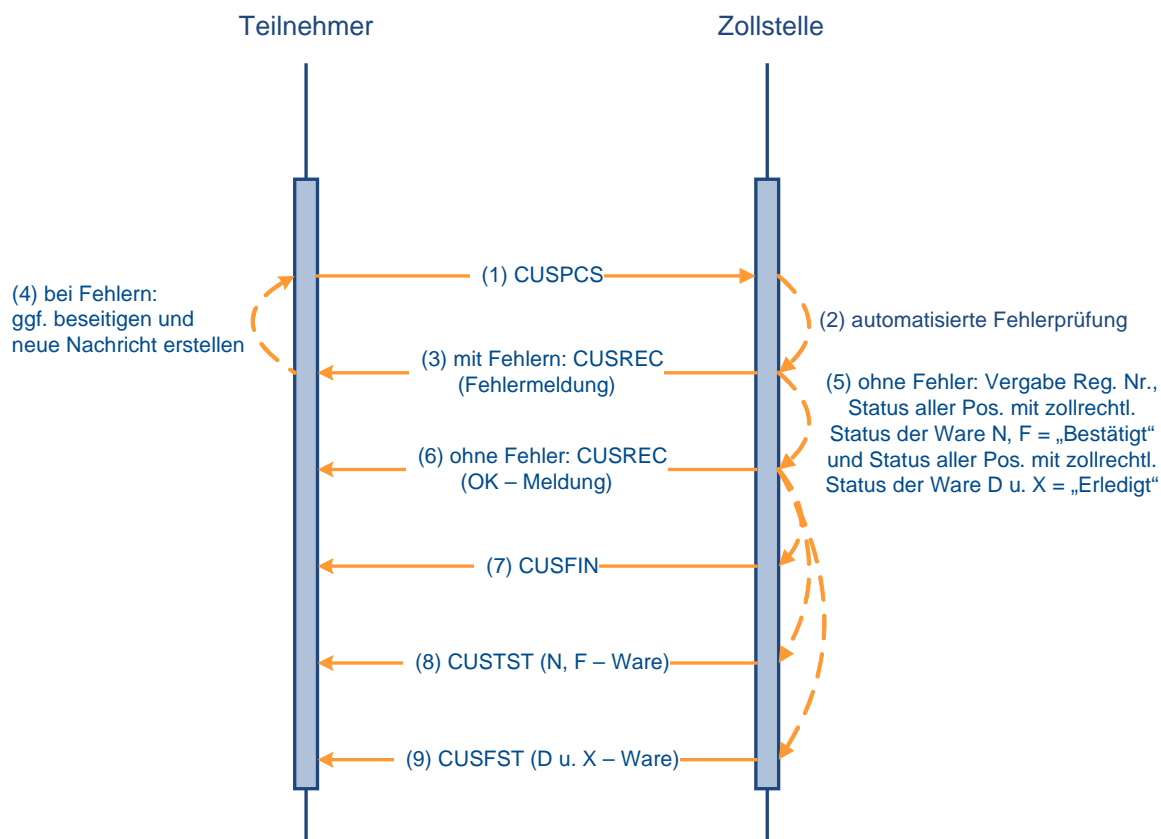 Teilnehmer
Zollstelle
(1) CUSPCS
(4) bei Fehlern:
ggf. beseitigen und
neue Nachricht erstellen
(2) automatisierte Fehlerprüfung
(3) mit Fehlern: CUSREC
(Fehlermeldung)
(5) ohne Fehler: Vergabe Reg. Nr.,
Status aller Pos. mit zollrechtl.
Status der Ware N, F = „Bestätigt“
und Status aller Pos. mit zollrechtl.
Status der Ware D u. X = „Erledigt“
(6) ohne Fehler: CUSREC
(OK – Meldung)
(7) CUSFIN
(8) CUSTST (N, F – Ware)
(9) CUSFST (D u. X – Ware)